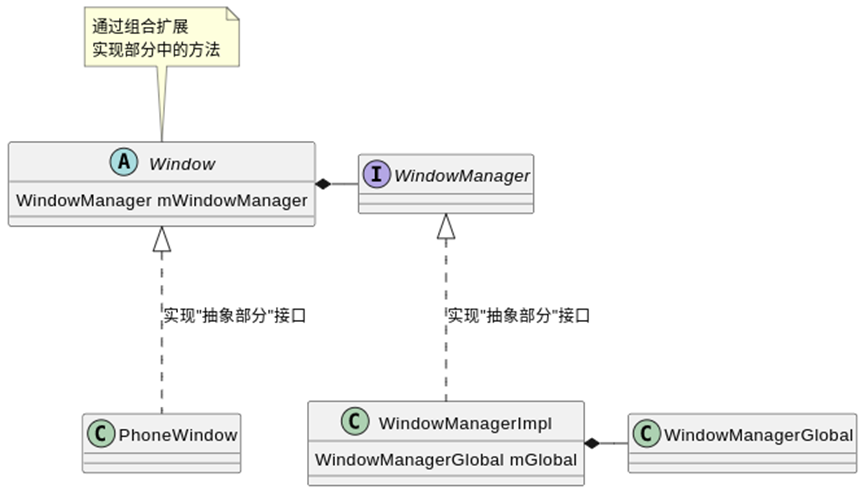 通过组合扩展
实现部分中的方法
A Window
WindowManager mWindowManager
I WindowManager
实现"抽象部分"接口
实现"抽象部分"接口
C PhoneWindow
C WindowManagerImpl
WindowManagerGlobal mGlobal
C WindowManagerGlobal